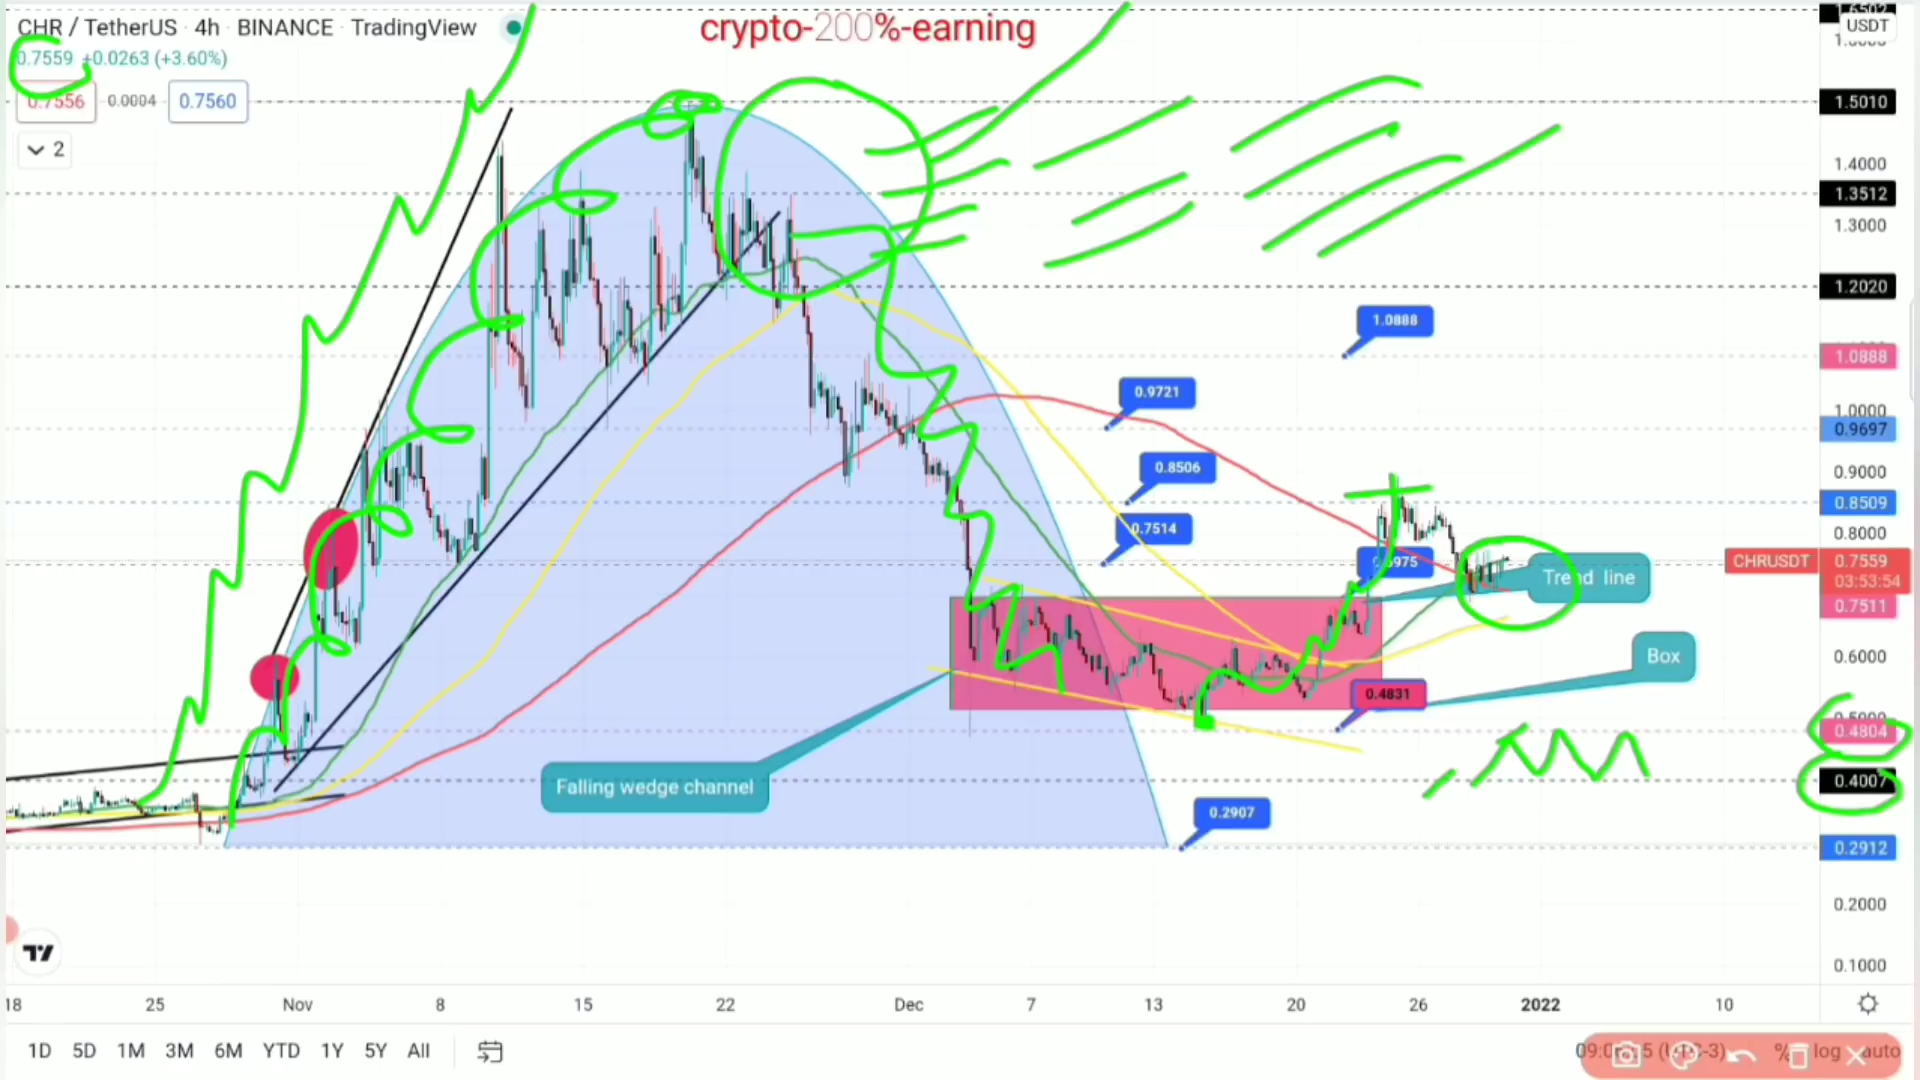 CHR / TetherUS · 4h · BINANCE · TradingView
crypto-200%-earning
0.7559 +0.0263 (+3.60%)
0.7556 0.0004 0.7560
2
USDT
1.5010
1.4000
1.3512
1.3000
1.2020
1.0888
1.0888
0.9721
1.0000
0.9697
0.8506
0.9000
0.8509
0.7514
0.8000
CHRUSDT 0.7559
03:53:54
Trend line
0.7511
Box
0.6000
0.4831
0.4804
Falling wedge channel
0.4007
0.2907
0.2912
0.2000
0.1000
18 25 Nov 8 15 22 Dec 7 13 20 26 2022 10
1D 5D 1M 3M 6M YTD 1Y 5Y All
% log auto